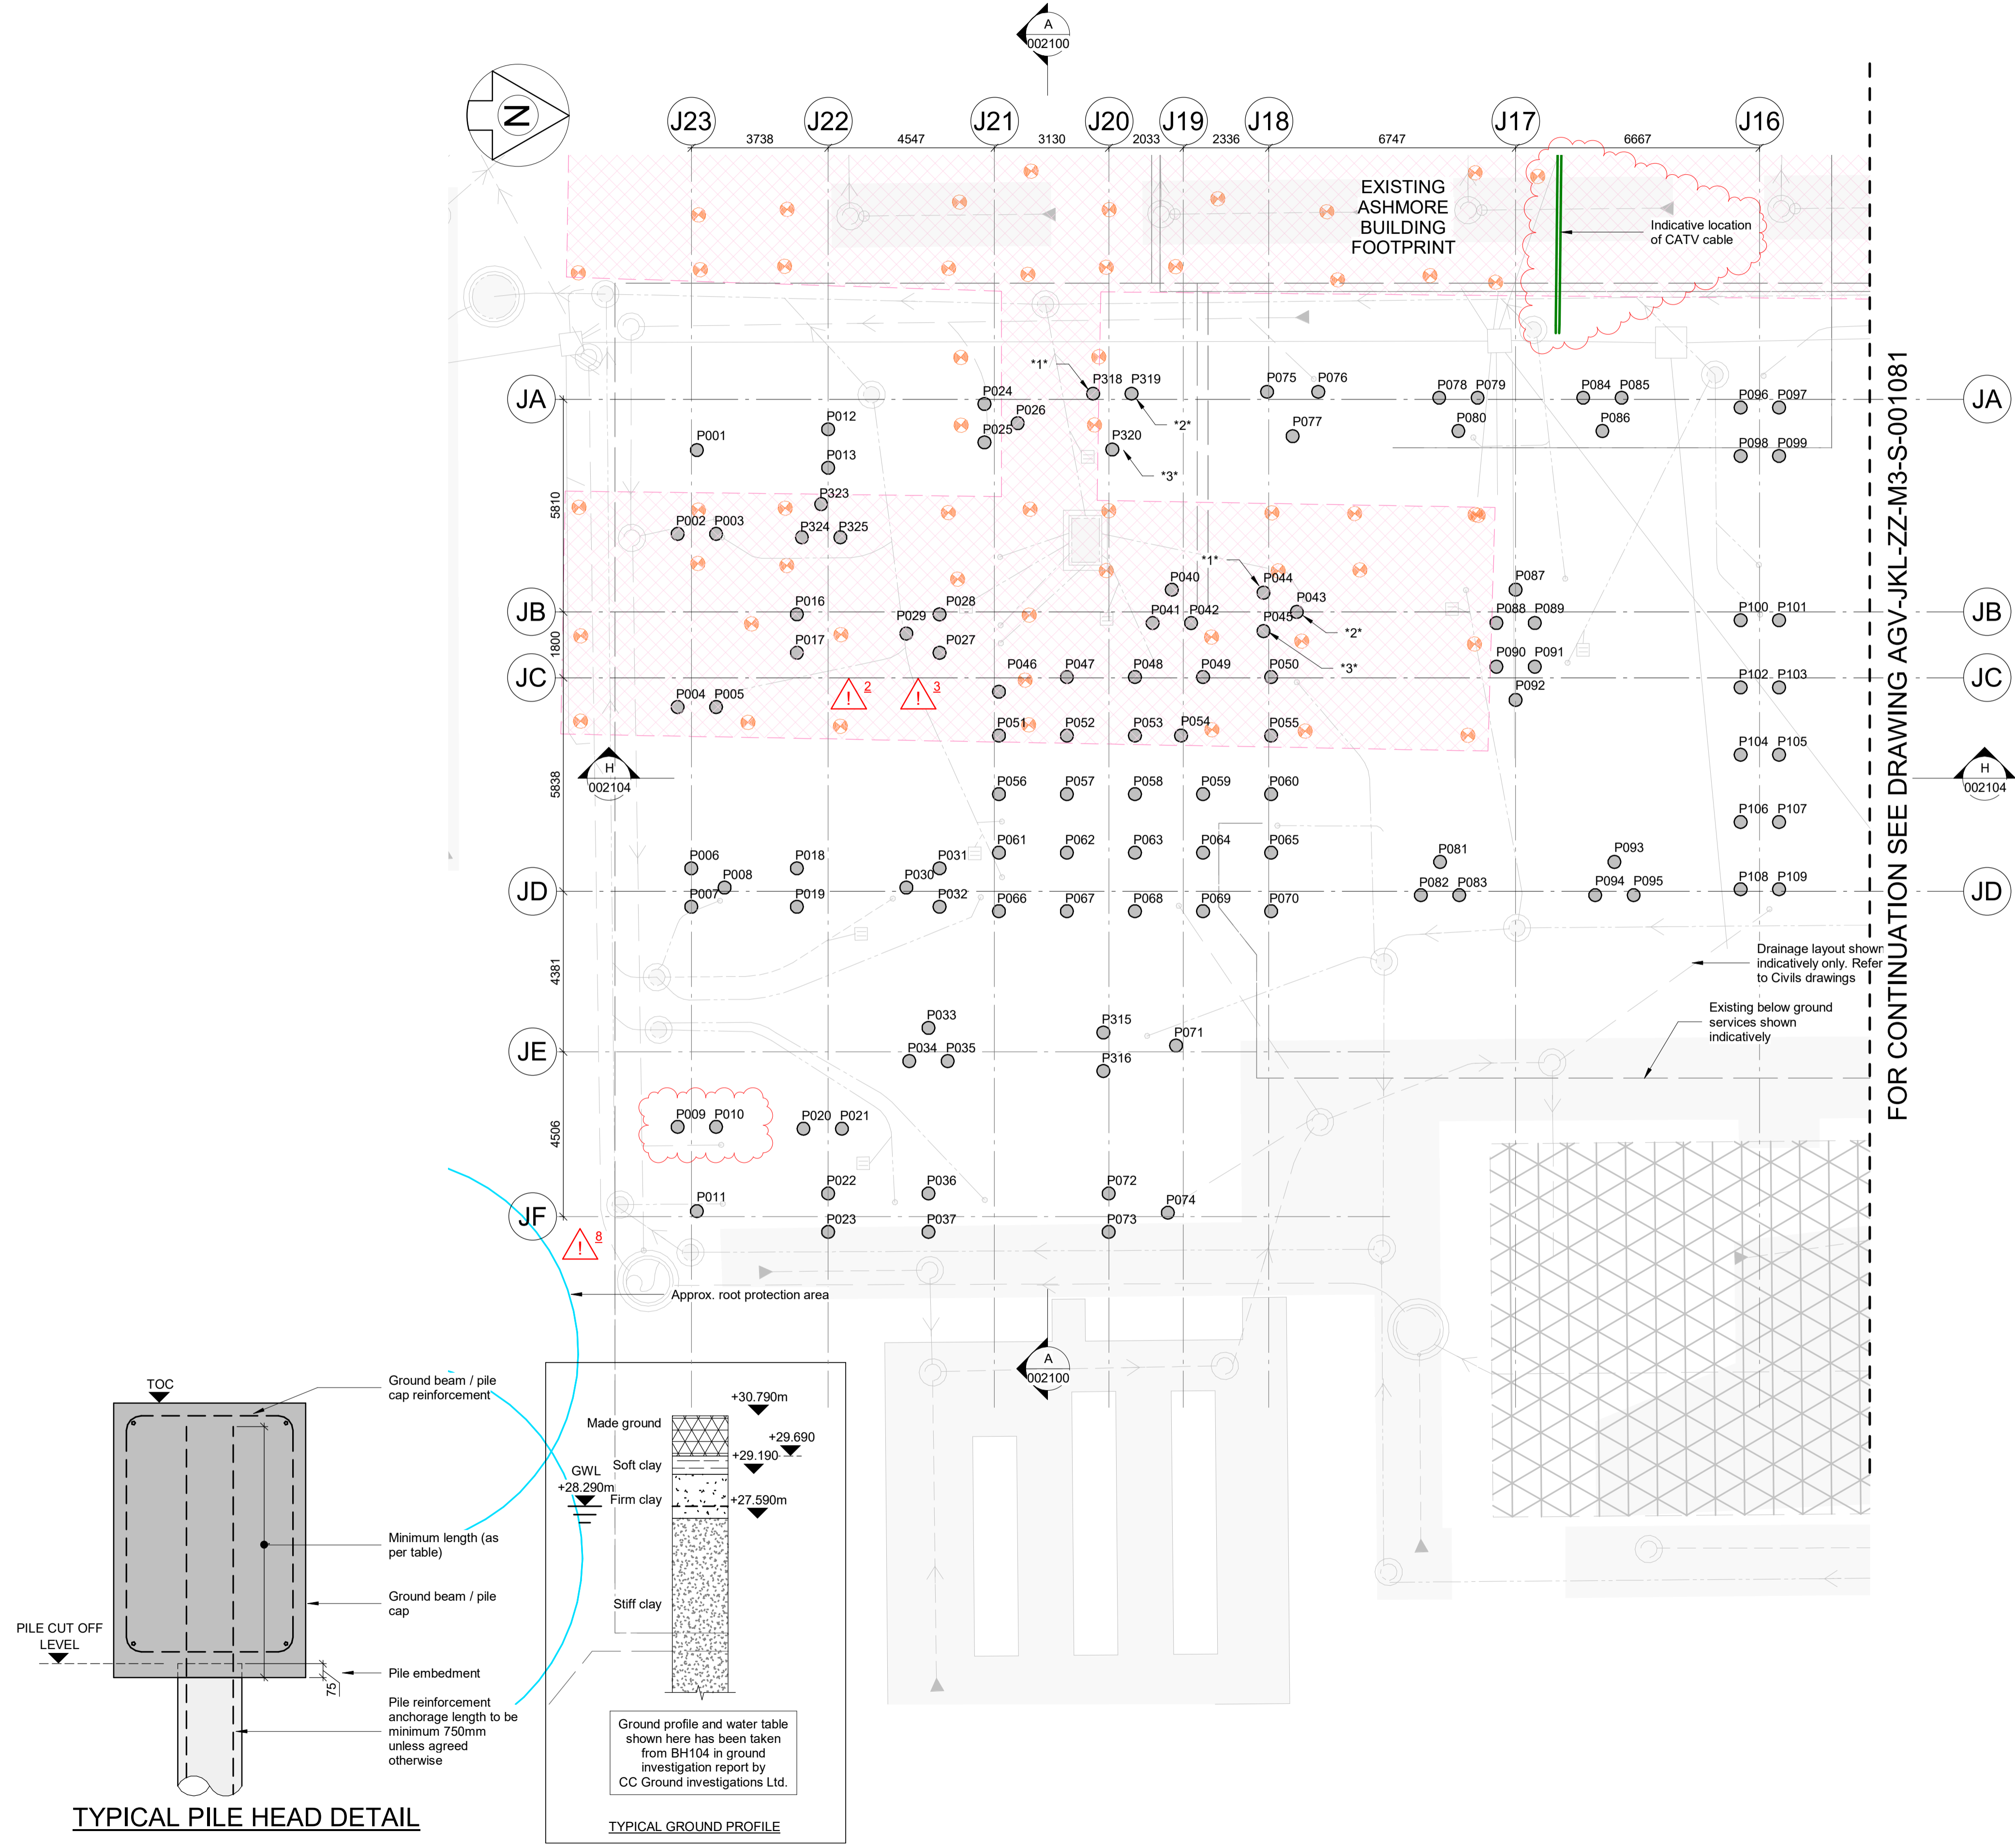 A
002100
N
J23
J22
J21
J20
J19
J18
J17
J16
3738
4547
3130
2033
2336
6747
6667
EXISTING
ASHMORE
BUILDING
FOOTPRINT
Indicative location
of CATV cable
*1*
P318
P319
P075
P076
P078
P079
P084
P085
JA
P024
P096
P097
JA
P026
*2*
P012
P001
P025
P320
P077
P080
P086
P098
P099
P013
*3*
P323
5810
P002
P003
P324
P325
*1*
P040
P044
P087
P043
JB
P016
P028
P029
P041
P042
P045
P088
P089
P100
P101
JB
*2*
1800
P017
P027
*3*
P090
P091
JC
P046
P047
P048
P049
P050
P102
P103
JC
P004
P005
! 2
! 3
P092
P051
P052
P053
P054
P055
P104
P105
H
002104
H
002104
5838
P056
P057
P058
P059
P060
P106
P107
P061
P062
P063
P064
P065
P006
P018
P031
P081
P093
P008
P030
JD
P007
P019
P032
P066
P067
P068
P069
P070
P082
P083
P094
P095
P108
P109
JD
FOR CONTINUATION SEE DRAWING AGV-JKL-ZZ-M3-S-001081
4381
Drainage layout shown
indicatively only. Refer
to Civils drawings
Existing below ground
services shown
indicatively
P033
P315
P071
JE
P034
P035
P316
4506
P009
P010
P020
P021
P022
P036
P072
P011
P074
JF
P023
P037
P073
! 8
Approx. root protection area
A
002100
TOC
Ground beam / pile
cap reinforcement
Minimum length (as
per table)
Ground beam / pile
cap
PILE CUT OFF
LEVEL
75
Pile embedment
Pile reinforcement
anchorage length to be
minimum 750mm
unless agreed
otherwise
TYPICAL PILE HEAD DETAIL
+30.790m
Made ground
+29.690
+29.190
Soft clay
GWL
+28.290m
Firm clay
+27.590m
Stiff clay
Ground profile and water table
shown here has been taken
from BH104 in ground
investigation report by
CC Ground investigations Ltd.
TYPICAL GROUND PROFILE